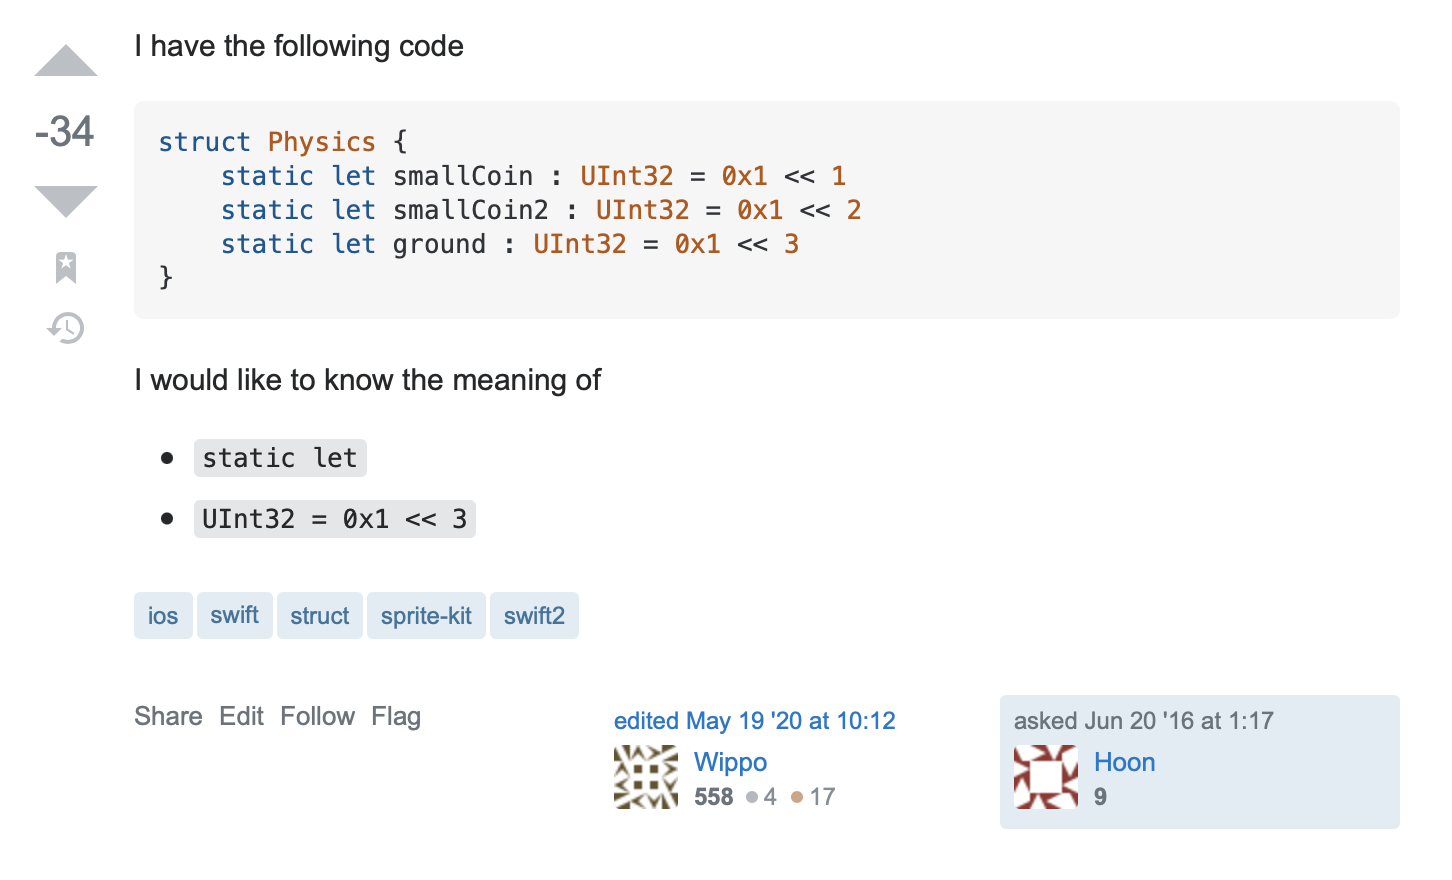 I have the following code
-34
struct Physics {
    static let smallCoin : UInt32 = 0x1 << 1
    static let smallCoin2 : UInt32 = 0x1 << 2
    static let ground : UInt32 = 0x1 << 3
}
I would like to know the meaning of
static let
UInt32 = 0x1 << 3
ios swift struct sprite-kit swift2
Share Edit Follow Flag
edited May 19 '20 at 10:12
Wippo
558 ● 4 ● 17
asked Jun 20 '16 at 1:17
Hoon
9